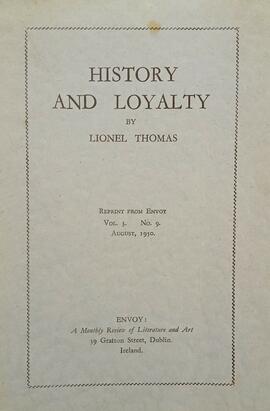 HISTORY
AND LOYALTY
BY
LIONEL THOMAS
REPRINT FROM ENVOY
VOL. 3. NO. 9.
AUGUST, 1950.
ENVOY:
A Monthly Review of Literature and Art
39 Grafton Street, Dublin.
Ireland.